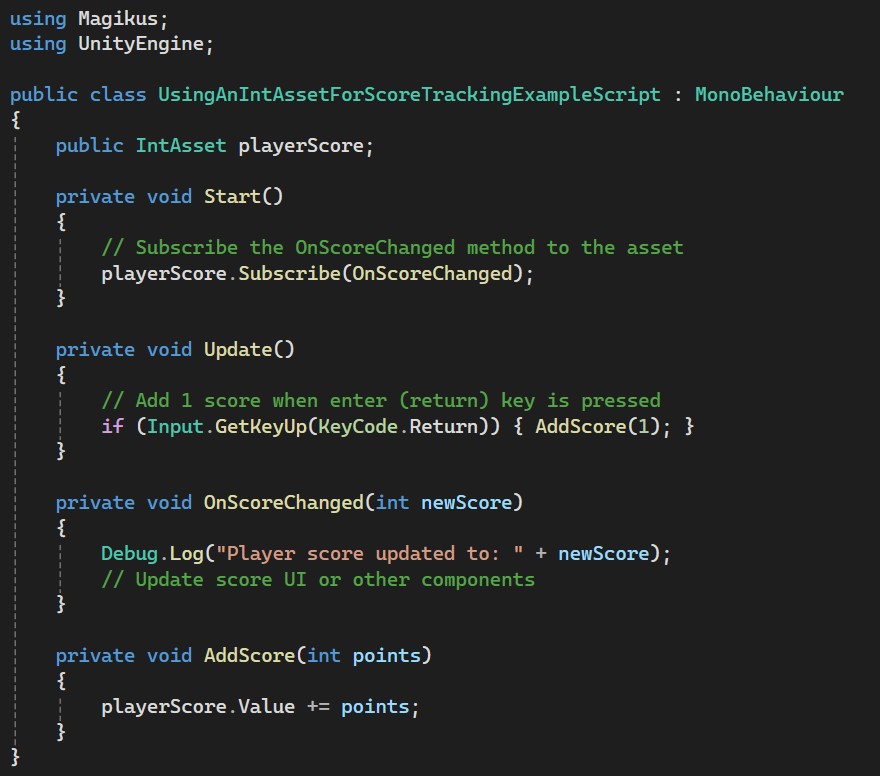 using Magikus;
using UnityEngine;

public class UsingAnIntAssetForScoreTrackingExampleScript : MonoBehaviour
{
    public IntAsset playerScore;

    private void Start()
    {
        // Subscribe the OnScoreChanged method to the asset
        playerScore.Subscribe(OnScoreChanged);
    }

    private void Update()
    {
        // Add 1 score when enter (return) key is pressed
        if (Input.GetKeyUp(KeyCode.Return)) { AddScore(1); }
    }

    private void OnScoreChanged(int newScore)
    {
        Debug.Log("Player score updated to: " + newScore);
        // Update score UI or other components
    }

    private void AddScore(int points)
    {
        playerScore.Value += points;
    }
}